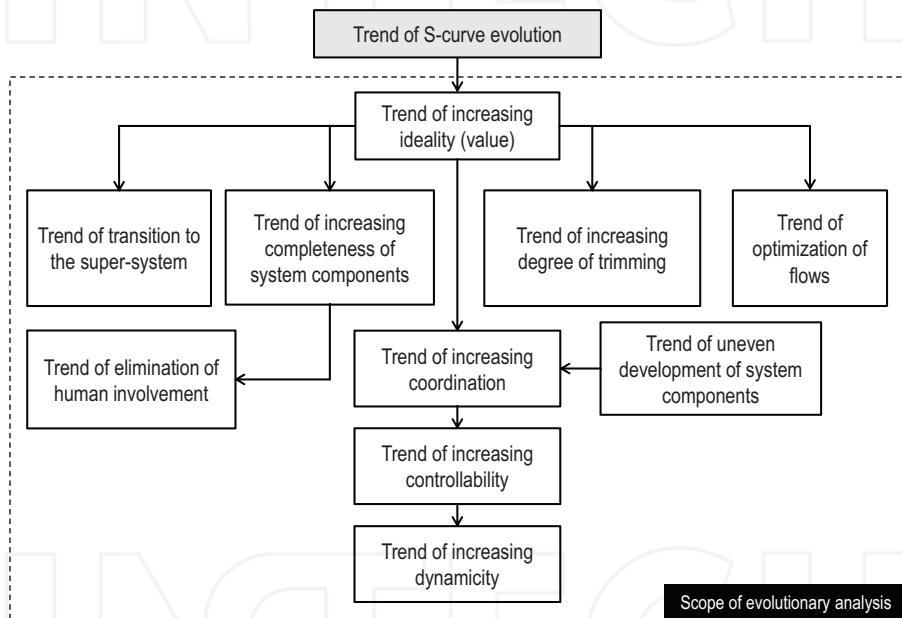 INTECH
Trend of S-curve evolution
Trend of increasing
ideality (value)
Trend of transition to
the super-system
Trend of increasing
completeness of
system components
Trend of increasing
degree of trimming
Trend of
optimization of
flows
Trend of elimination of
human involvement
Trend of increasing
coordination
Trend of uneven
development of system
components
Trend of increasing
controllability
Trend of increasing
dynamicity
INTECH
Scope of evolutionary analysis